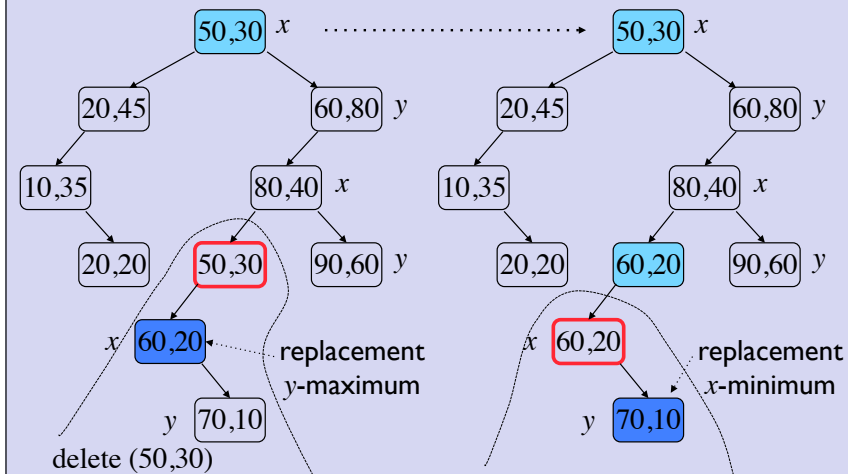 50,30 x
20,45
60,80 y
10,35
80,40 x
20,20
50,30
90,60 y
x 60,20
replacement
y-maximum
y 70,10
delete (50,30)
50,30 x
20,45
60,80 y
10,35
80,40 x
20,20
60,20
90,60 y
x 60,20
replacement
x-minimum
y 70,10